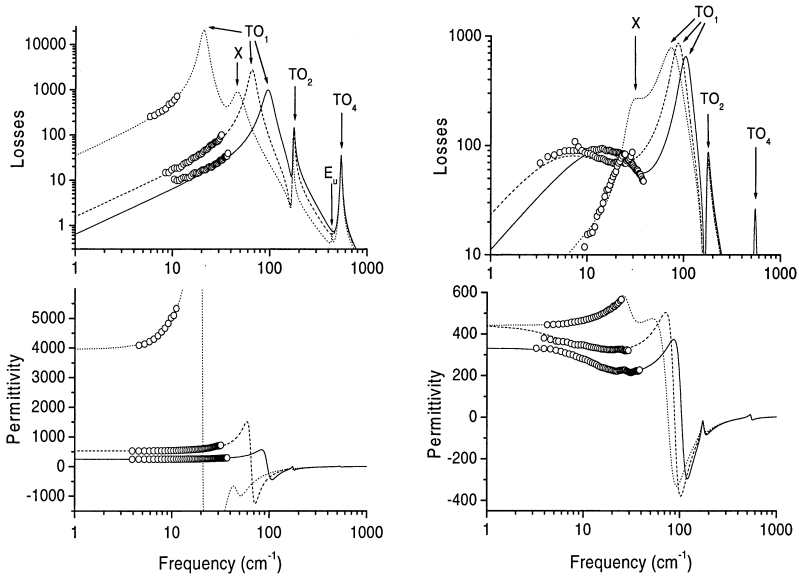 TO1
X
TO2
TO4
Eu
Losses
10000
1000
100
10
1
1 10 100 1000
X
TO1
TO2
TO4
Losses
1000
100
10
1 10 100 1000
Permittivity
5000
4000
3000
2000
1000
0
-1000
1 10 100 1000
Frequency (cm-1)
Permittivity
600
400
200
0
-200
-400
1 10 100 1000
Frequency (cm-1)